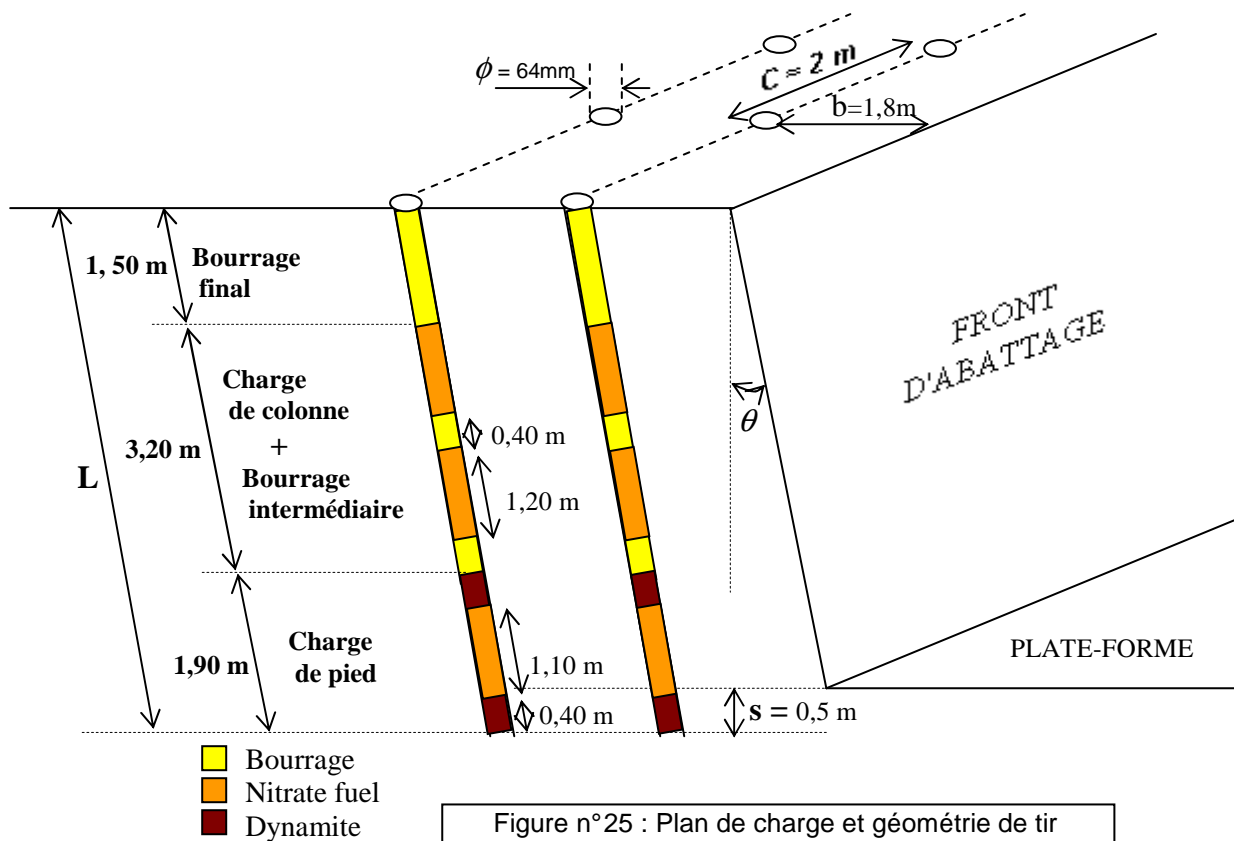 ϕ = 64mm
C = 2 m
b=1,8m
1, 50 m
Bourrage
final
FRONT
D'ABATTAGE
Charge
de colonne
+
Bourrage
intermédiaire
3,20 m
L
0,40 m
1,20 m
θ
Charge
de pied
1,90 m
1,10 m
0,40 m
PLATE-FORME
s = 0,5 m
Bourrage
Nitrate fuel
Dynamite
Figure n°25 : Plan de charge et géométrie de tir